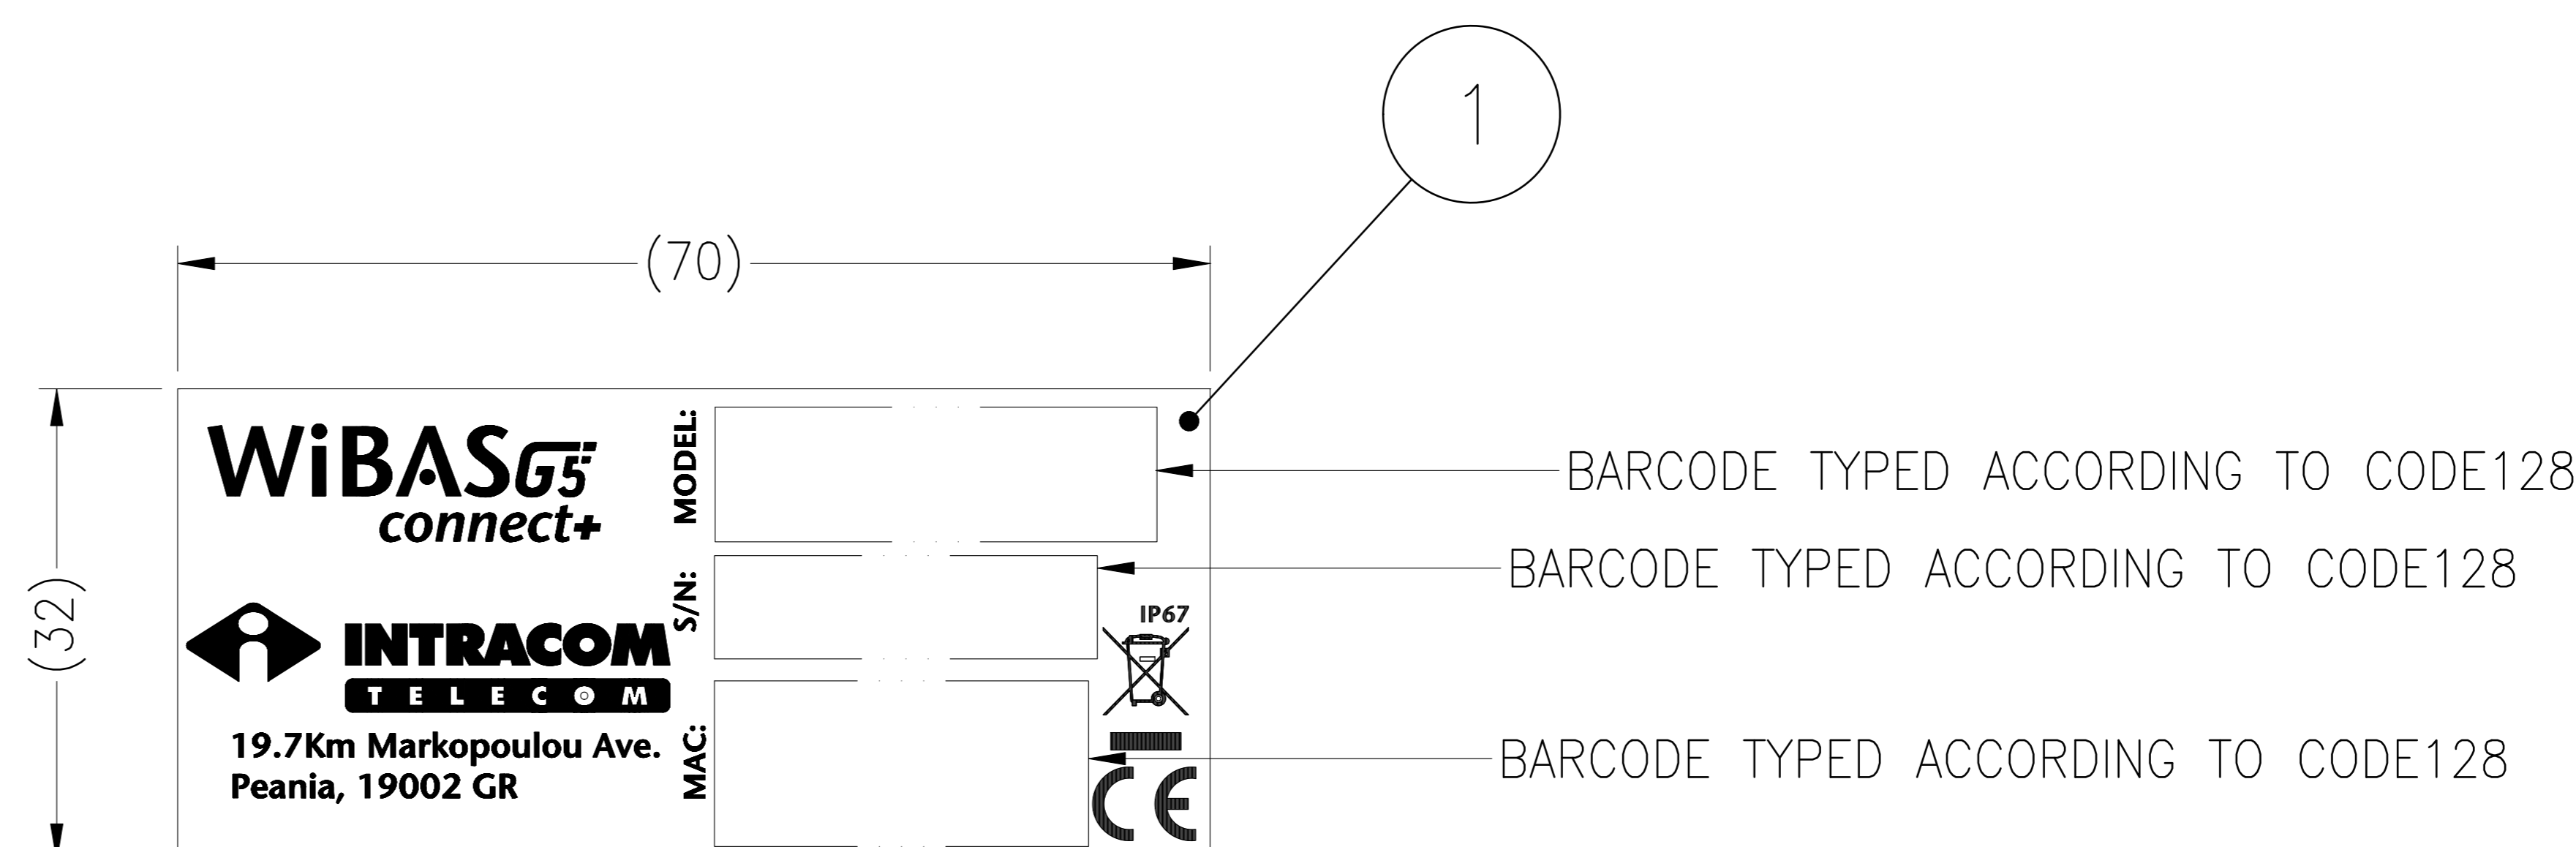 1
(70)
(32)
WiBAS G5
connect+
MODEL:
BARCODE TYPED ACCORDING TO CODE128
S/N:
BARCODE TYPED ACCORDING TO CODE128
IP67
INTRACOM
TELECOM
MAC:
BARCODE TYPED ACCORDING TO CODE128
19.7Km Markopoulou Ave.
Peania, 19002 GR
CE